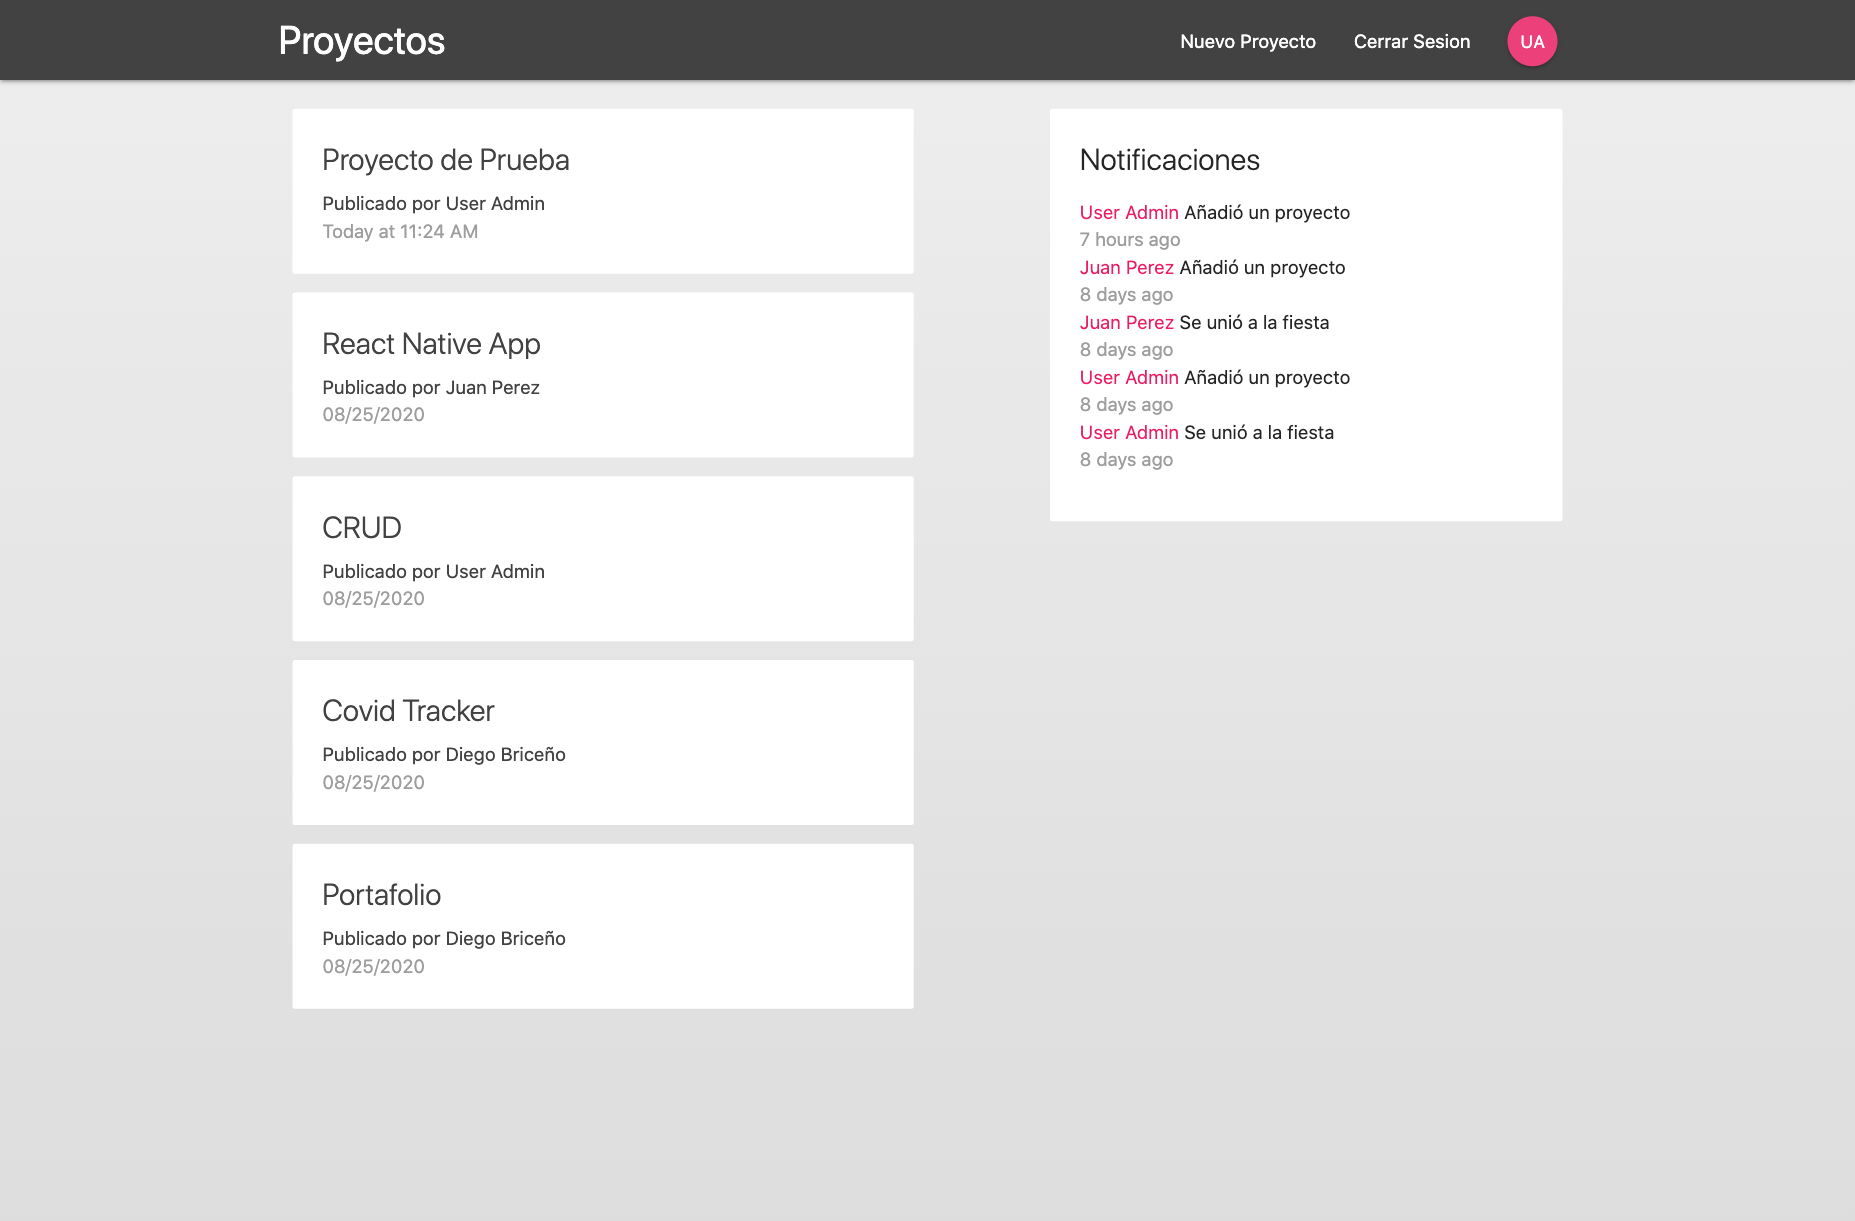 Proyectos
Nuevo Proyecto
Cerrar Sesion
UA
Proyecto de Prueba
Publicado por User Admin
Today at 11:24 AM
React Native App
Publicado por Juan Perez
08/25/2020
CRUD
Publicado por User Admin
08/25/2020
Covid Tracker
Publicado por Diego Briceño
08/25/2020
Portafolio
Publicado por Diego Briceño
08/25/2020
Notificaciones
User Admin Añadió un proyecto
7 hours ago
Juan Perez Añadió un proyecto
8 days ago
Juan Perez Se unió a la fiesta
8 days ago
User Admin Añadió un proyecto
8 days ago
User Admin Se unió a la fiesta
8 days ago